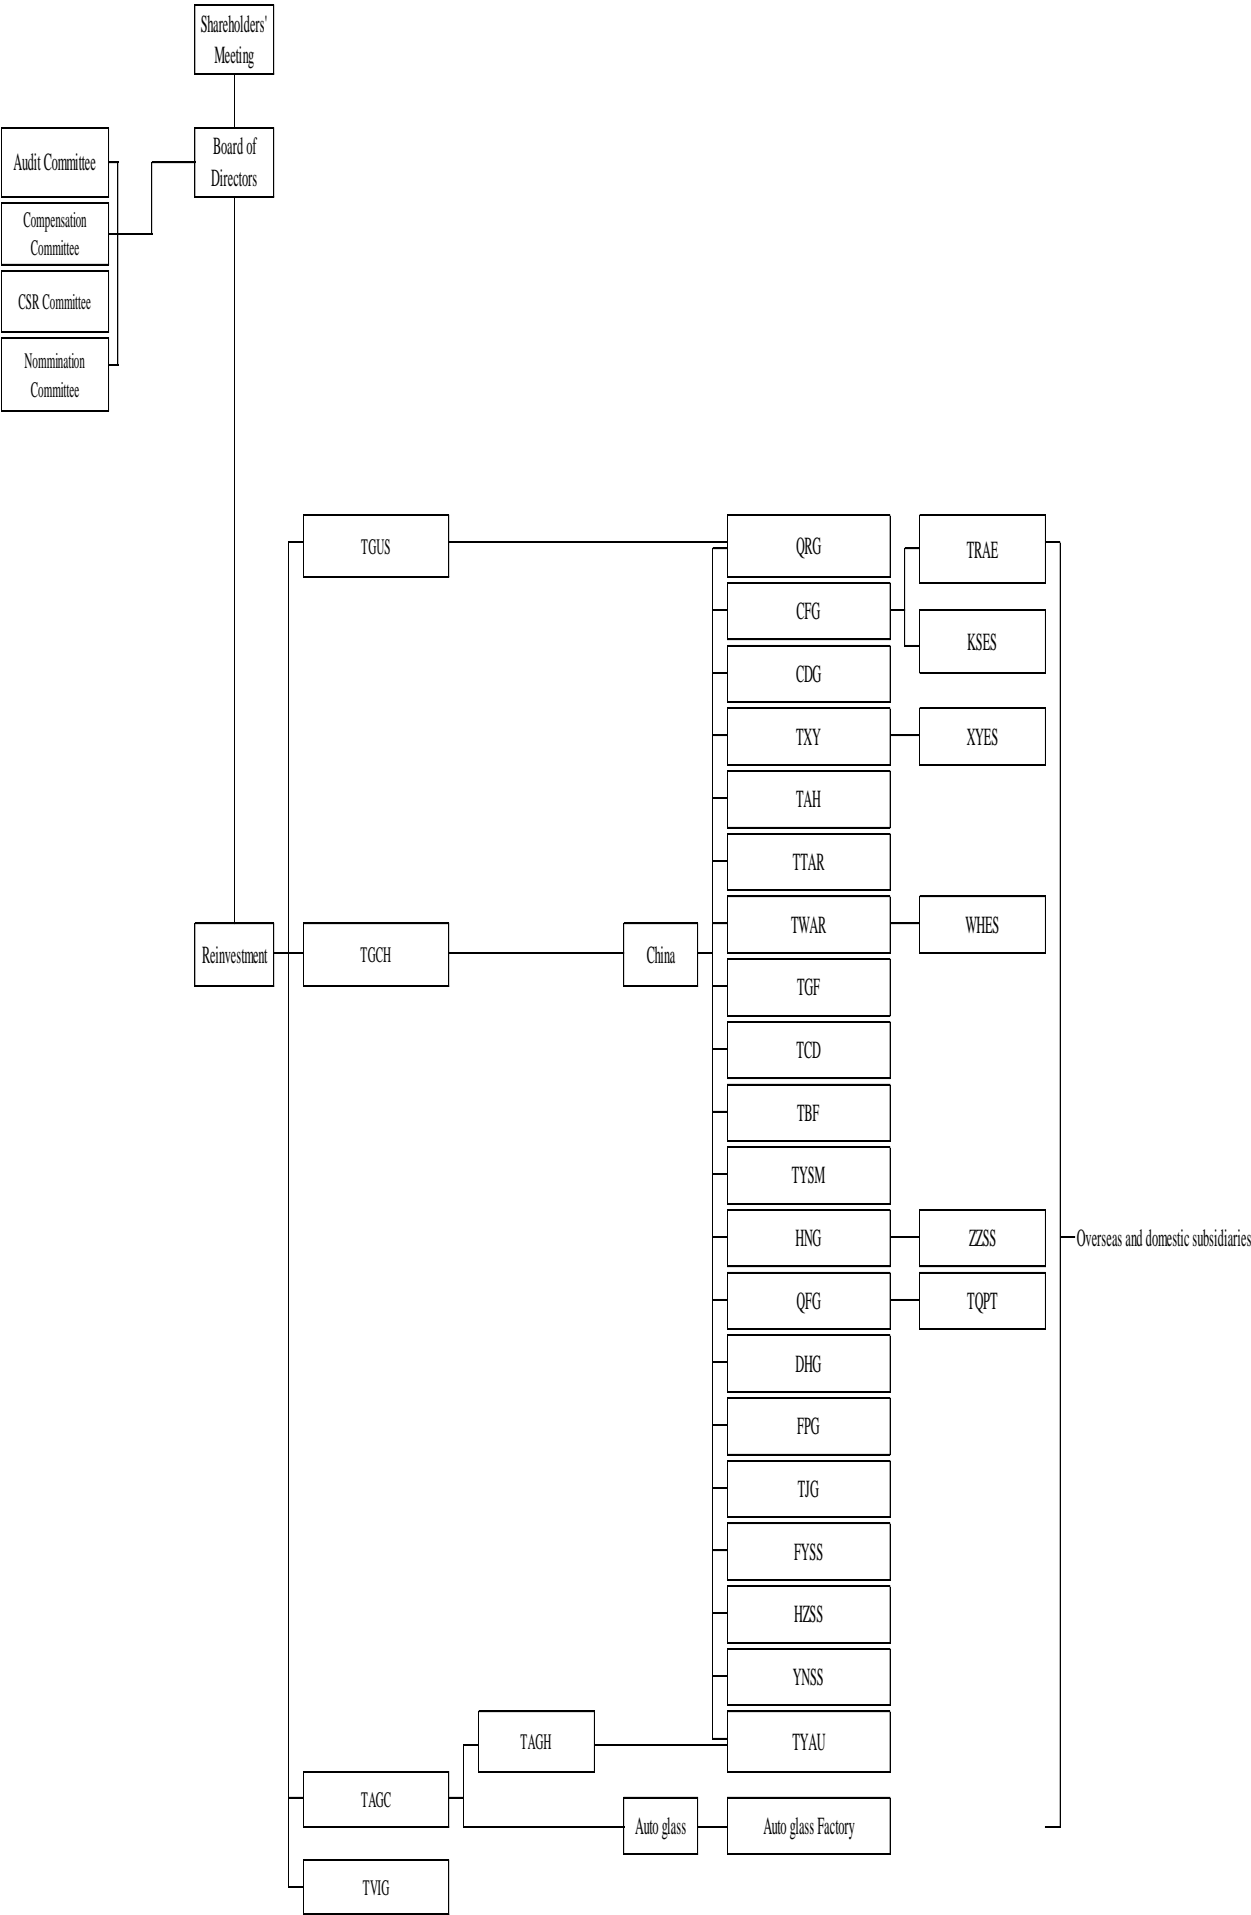 Shareholders'
Meeting
Board of
Directors
Audit Committee
Compensation
Committee
CSR Committee
Nommination
Committee
TGUS
QRG
TRAE
CFG
KSES
CDG
TXY
XYES
TAH
TTAR
TWAR
WHES
Reinvestment
TGCH
China
TGF
TCD
TBF
TYSM
HNG
ZZSS
Overseas and domestic subsidiaries
QFG
TQPT
DHG
FPG
TJG
FYSS
HZSS
YNSS
TAGH
TYAU
TAGC
Auto glass
Auto glass Factory
TVIG